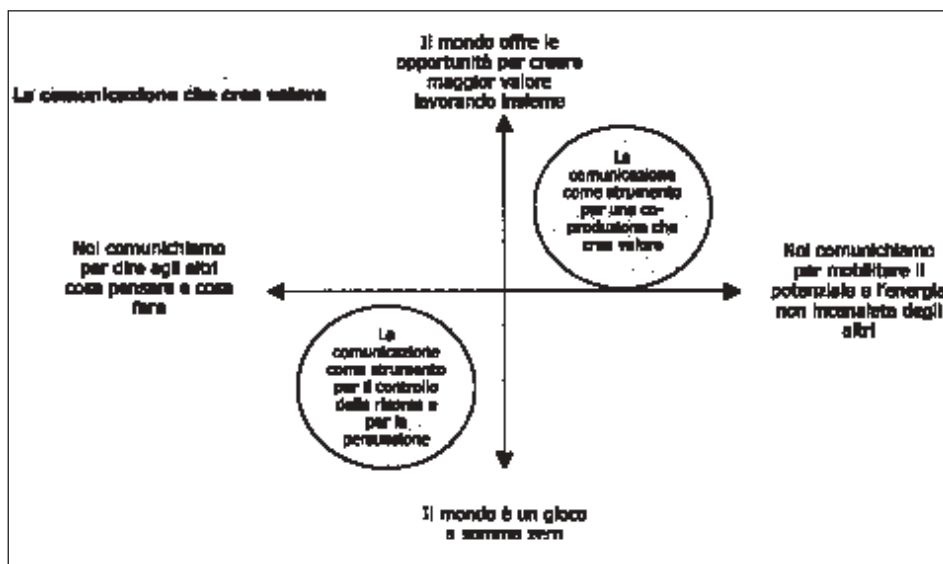 Il mondo offre le
opportunità per creare
maggior valore
lavorando insieme
La comunicazione che crea valore
La
comunicazione
come strumento
per una co-
produzione che
crea valore
Noi comunichiamo
per dire agli altri
cosa pensare e cosa
fare
Noi comunichiamo
per mobilitare il
potenziale e l'energia
non incanalata degli
altri
La
comunicazione
come strumento
per il controllo
delle risorse e
per la
persuasione
Il mondo è un gioco
a somma zero